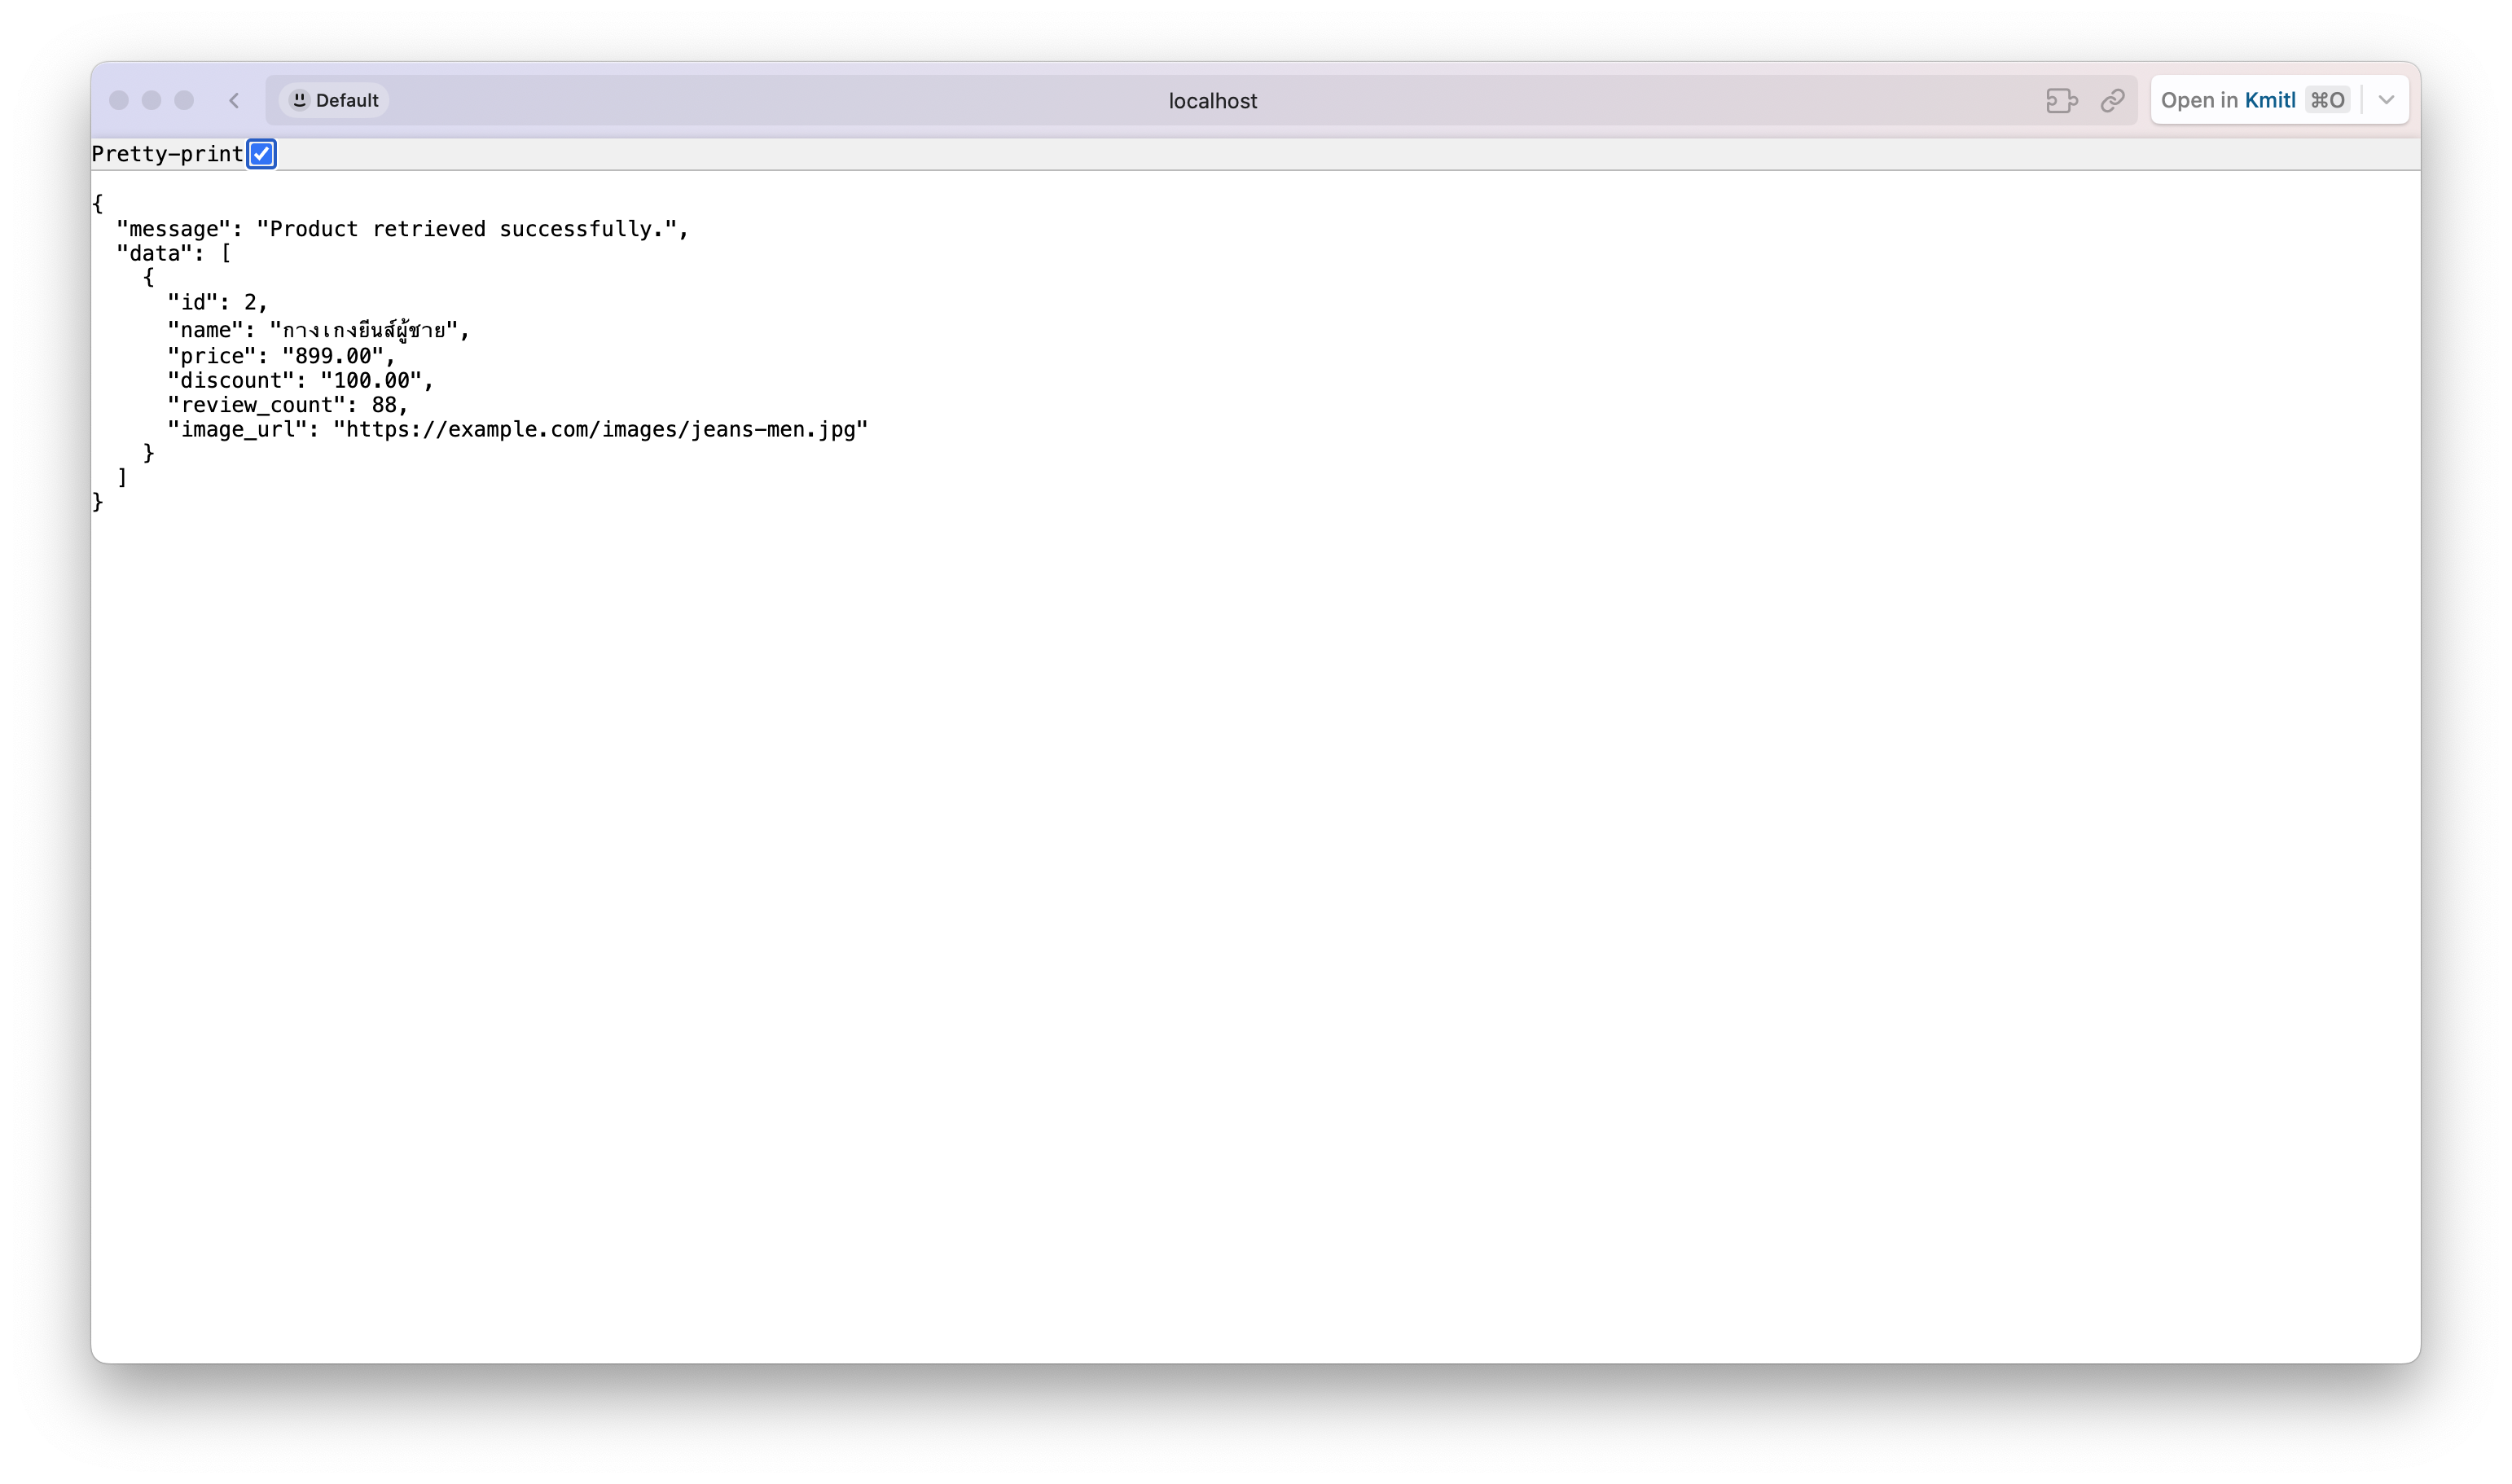 Default
localhost
Open in Kmitl ⌘O
Pretty-print
{
  "message": "Product retrieved successfully.",
  "data": [
    {
      "id": 2,
      "name": "กางเกงยีนส์ผู้ชาย",
      "price": "899.00",
      "discount": "100.00",
      "review_count": 88,
      "image_url": "https://example.com/images/jeans-men.jpg"
    }
  ]
}